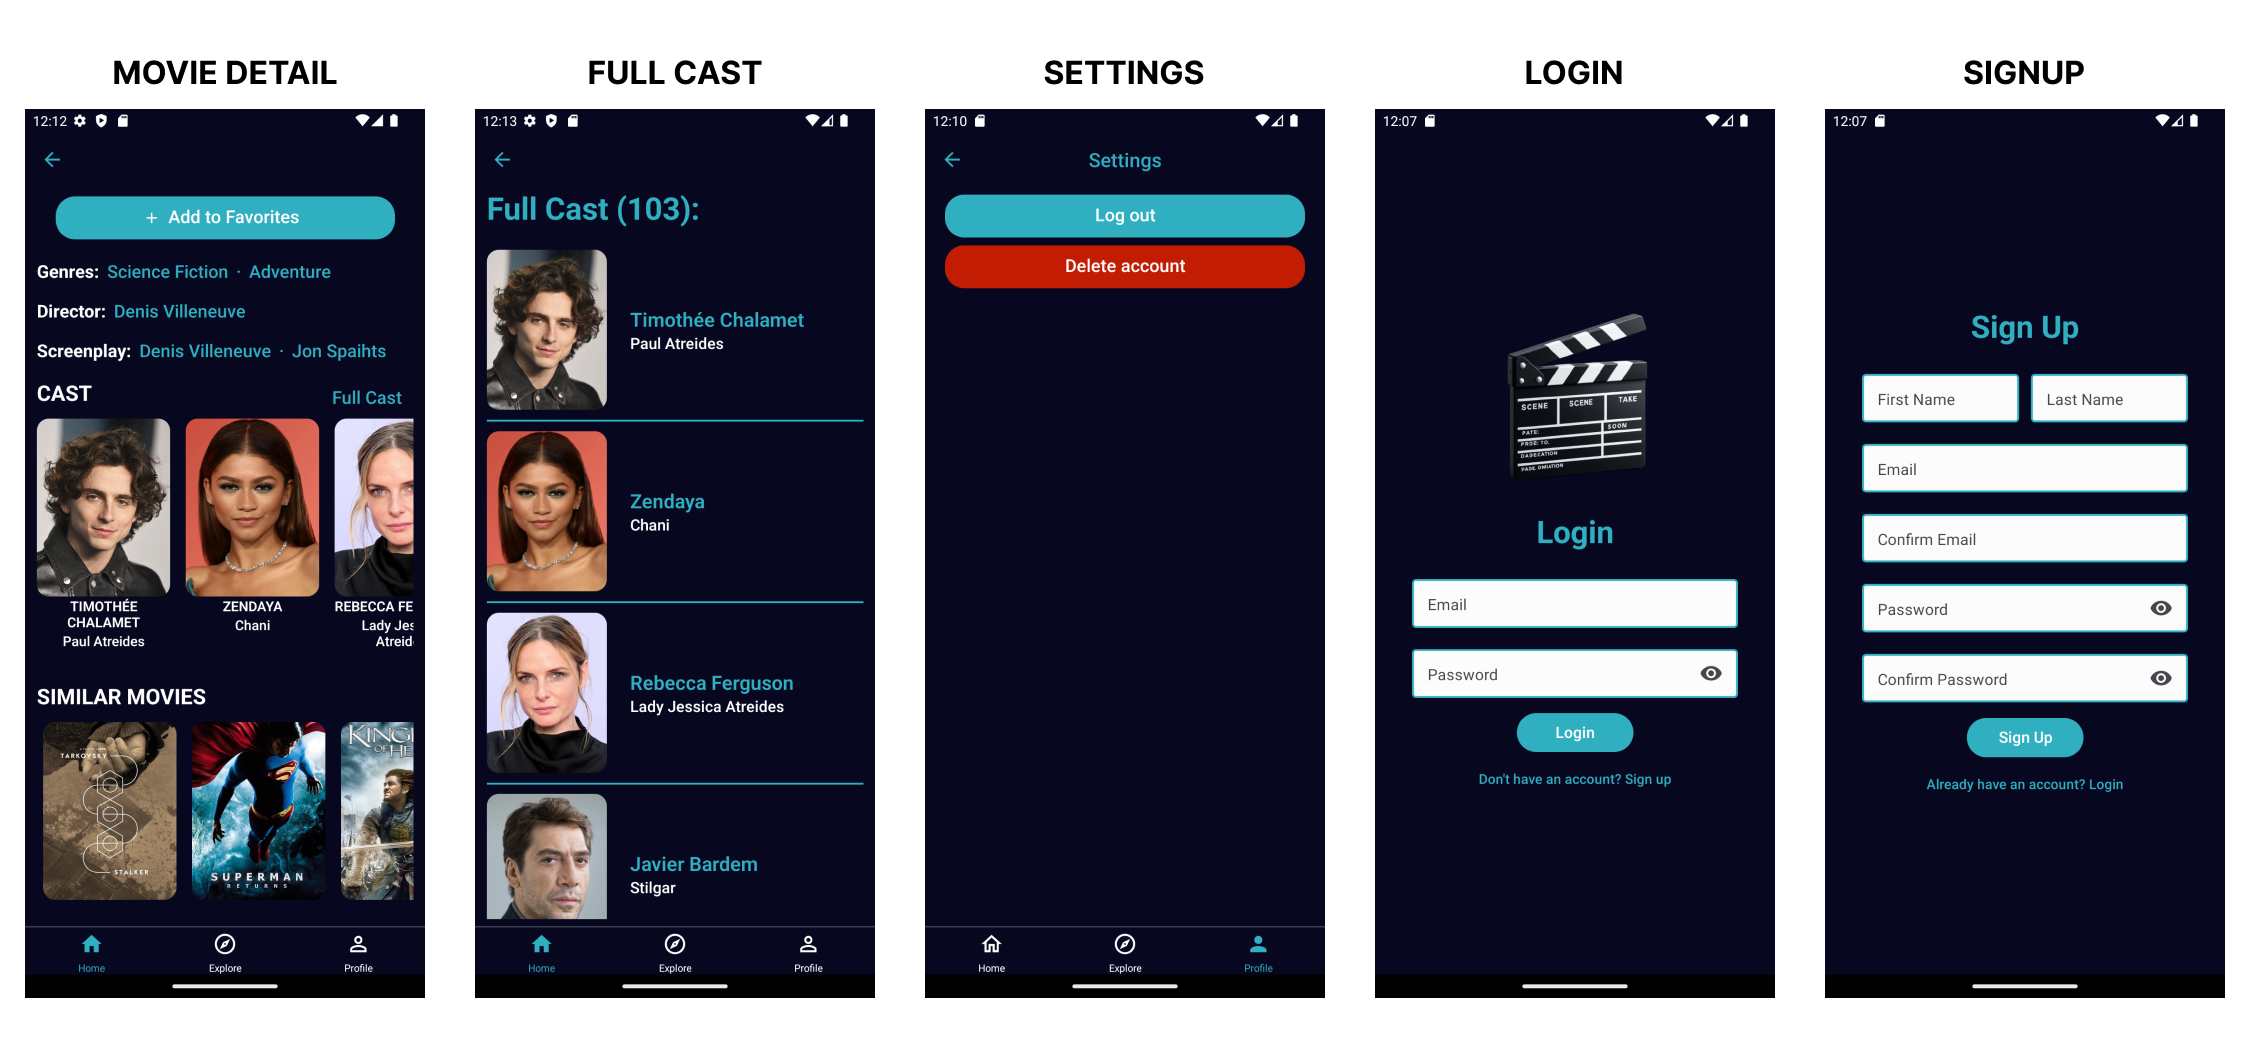 MOVIE DETAIL
12:12
+ Add to Favorites
Genres: Science Fiction · Adventure
Director: Denis Villeneuve
Screenplay: Denis Villeneuve · Jon Spaihts
CAST
Full Cast
TIMOTHÉE
CHALAMET
Paul Atreides
ZENDAYA
Chani
REBECCA FE
Lady Jes
Atreid
SIMILAR MOVIES
TARKOVSKY
STALKER
SUPERMAN
RETURNS
KING
OF HE
Home
Explore
Profile
FULL CAST
12:13
Full Cast (103):
Timothée Chalamet
Paul Atreides
Zendaya
Chani
Rebecca Ferguson
Lady Jessica Atreides
Javier Bardem
Stilgar
Home
Explore
Profile
SETTINGS
12:10
Settings
Log out
Delete account
Home
Explore
Profile
LOGIN
12:07
SCENE
SCENE
TAKE
SOON
Login
Email
Password
Login
Don't have an account? Sign up
SIGNUP
12:07
Sign Up
First Name
Last Name
Email
Confirm Email
Password
Confirm Password
Sign Up
Already have an account? Login